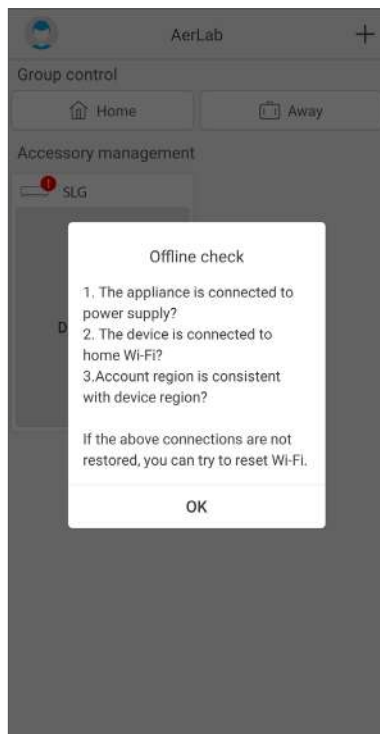 AerLab
Group control
Home
Away
Accessory management
SLG
D
Offline check
1. The appliance is connected to
power supply?
2. The device is connected to
home Wi-Fi?
3.Account region is consistent
with device region?
If the above connections are not
restored, you can try to reset Wi-Fi.
OK